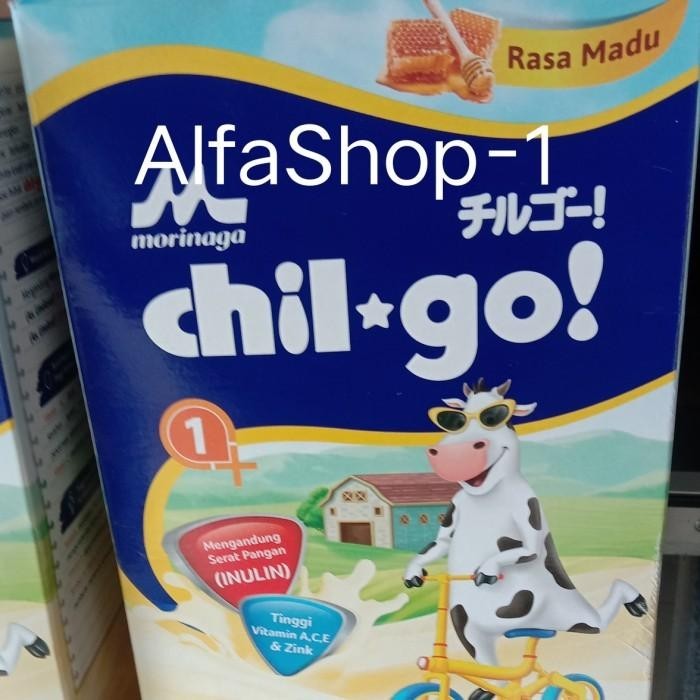 Rasa Madu
AlfaShop-1
morinaga
チルゴー!
chil★go!
1+
Mengandung
Serat Pangan
(INULIN)
Tinggi
Vitamin A,C,E
& Zink